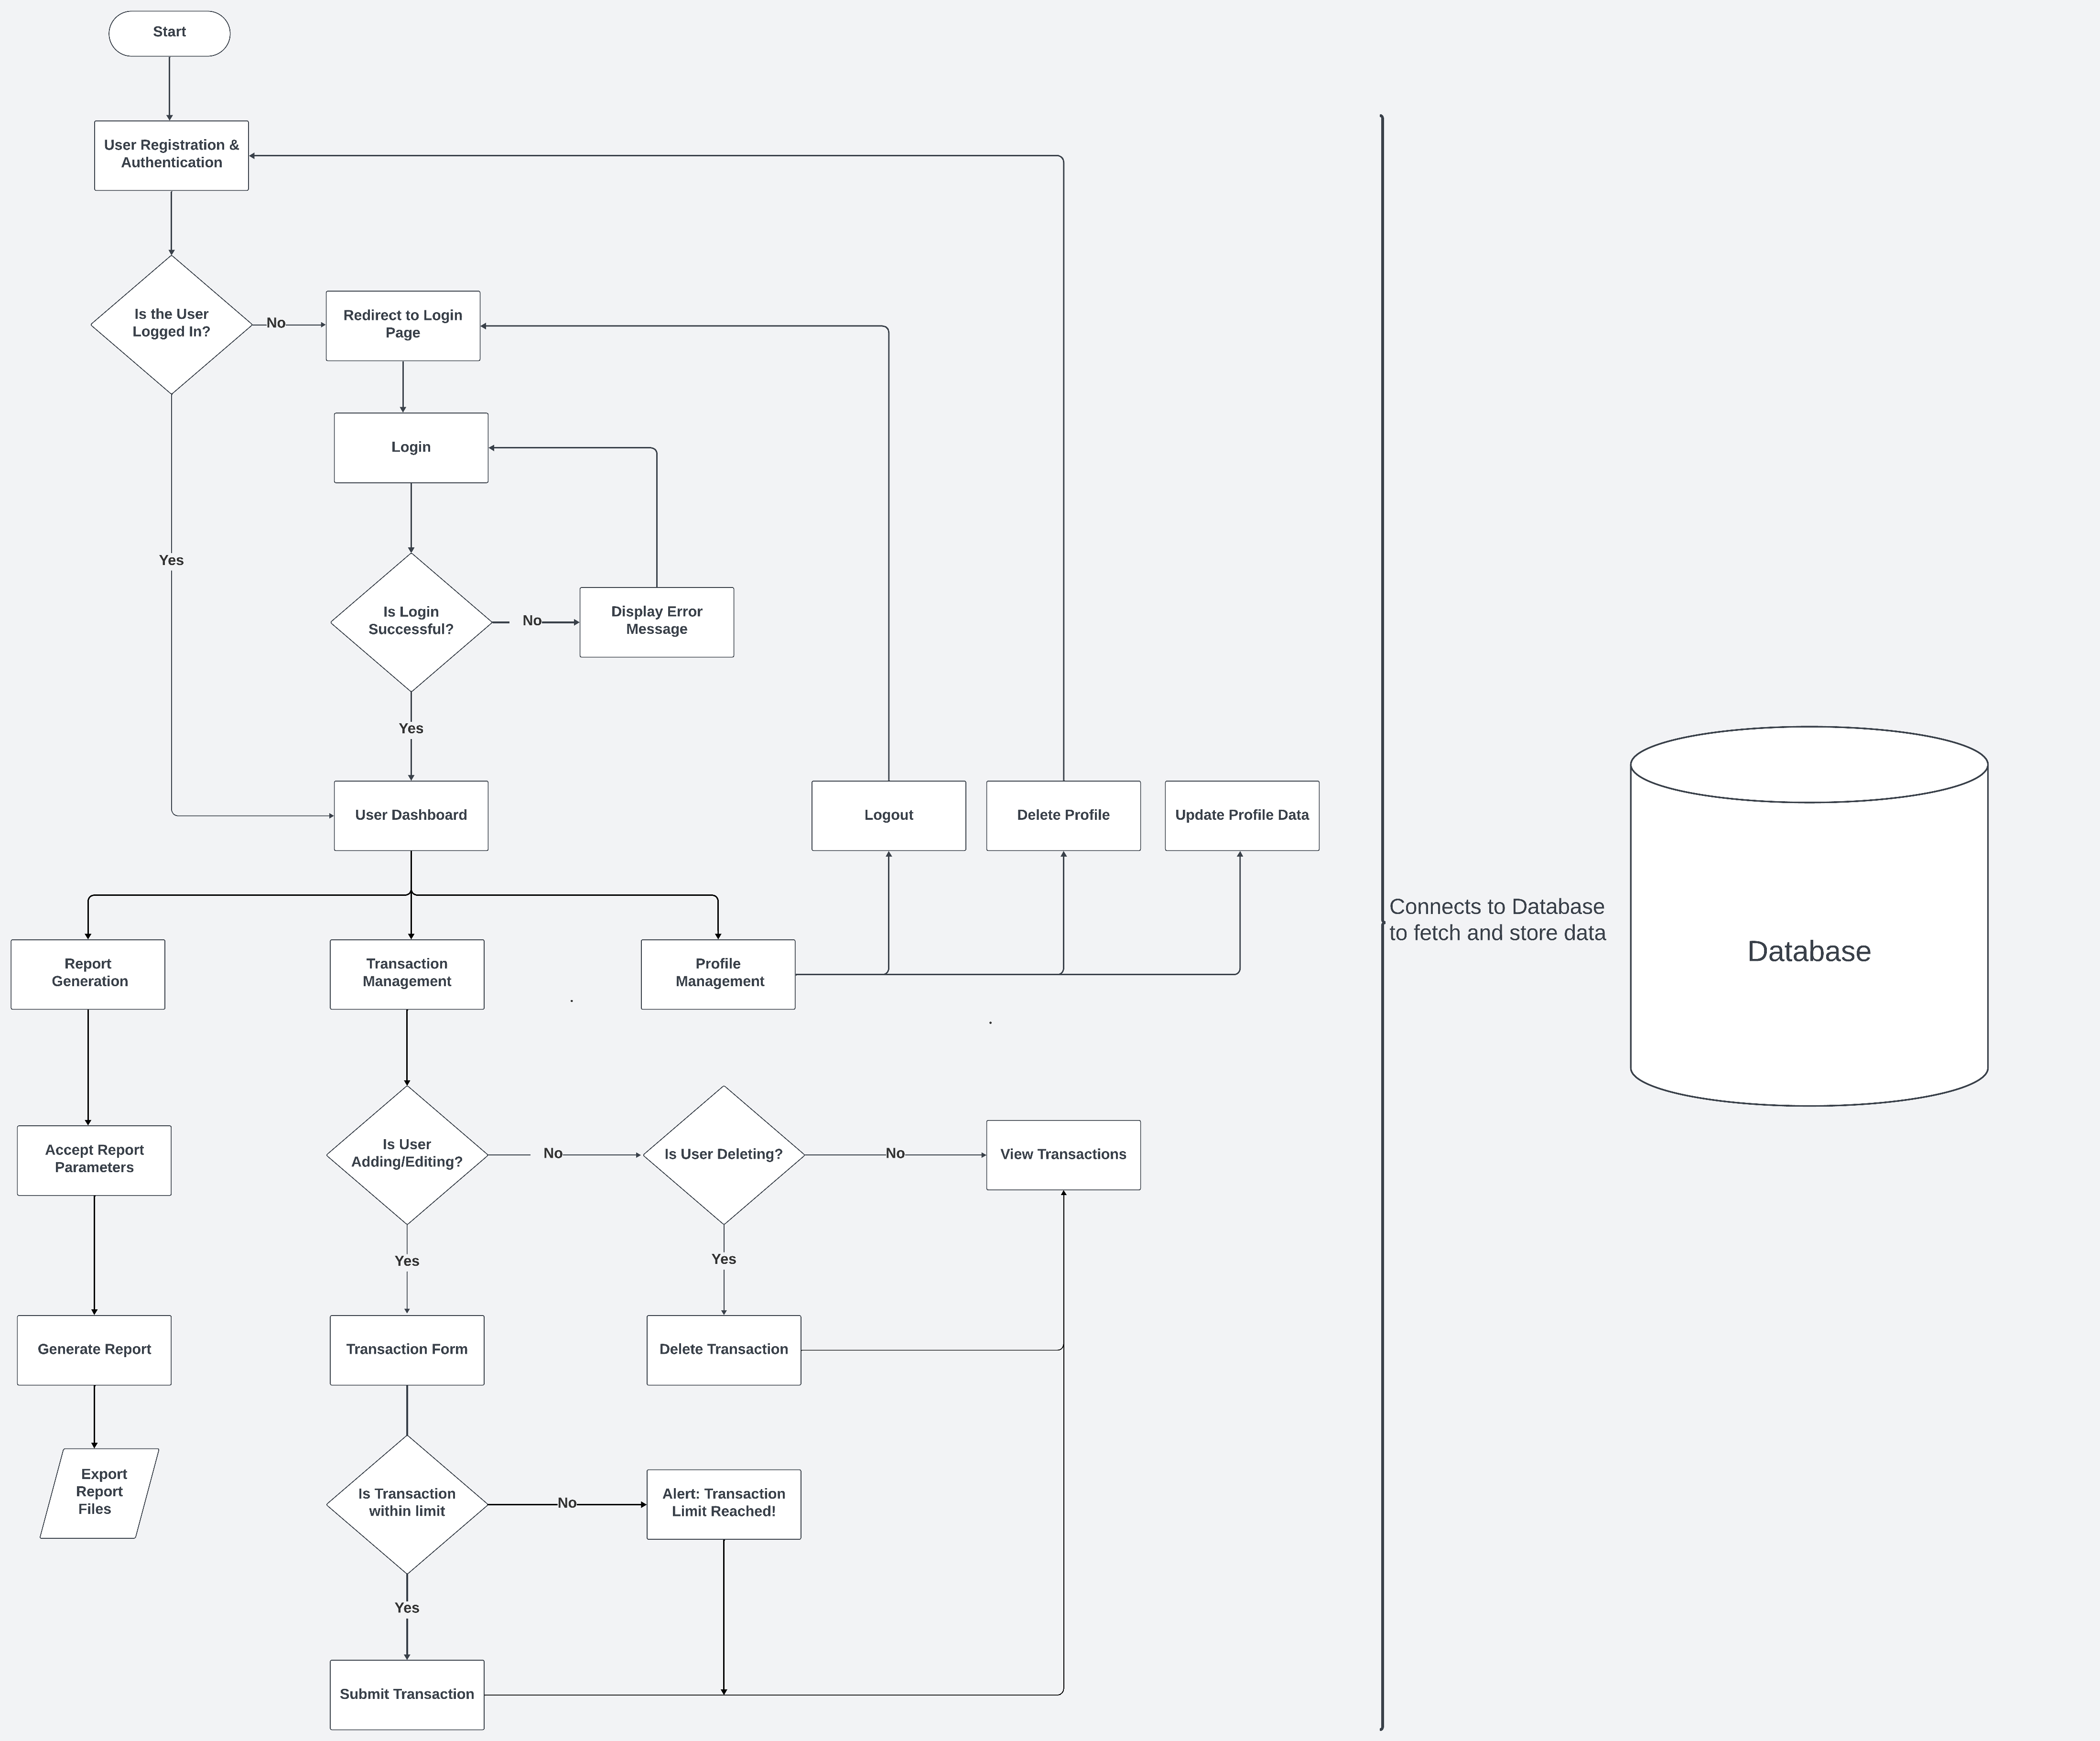 Start
User Registration &
Authentication
Is the User
Logged In?
No
Redirect to Login
Page
Login
Yes
Is Login
Successful?
No
Display Error
Message
Yes
User Dashboard
Logout
Delete Profile
Update Profile Data
Connects to Database
to fetch and store data
Database
Report
Generation
Transaction
Management
Profile
Management
Accept Report
Parameters
Is User
Adding/Editing?
No
Is User Deleting?
No
View Transactions
Yes
Yes
Generate Report
Transaction Form
Delete Transaction
Export
Report
Files
Is Transaction
within limit
No
Alert: Transaction
Limit Reached!
Yes
Submit Transaction